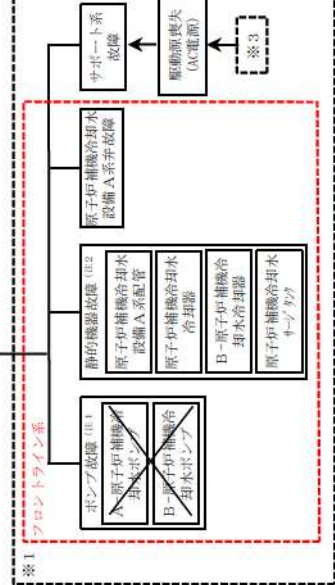 ※1
フロントライン系
ポンプ故障（注1
A－原子炉補機冷
却水ポンプ
B－原子炉補機冷
却水ポンプ
静的機器故障（注2
原子炉補機冷却水
設備A系配管
原子炉補機冷却水
冷却器
B－原子炉補機冷
却水冷却器
原子炉補機冷却水
サージタンク
原子炉補機冷却水
設備A系弁故障
サポート系
故障
駆動源喪失
(AC電源)
※3